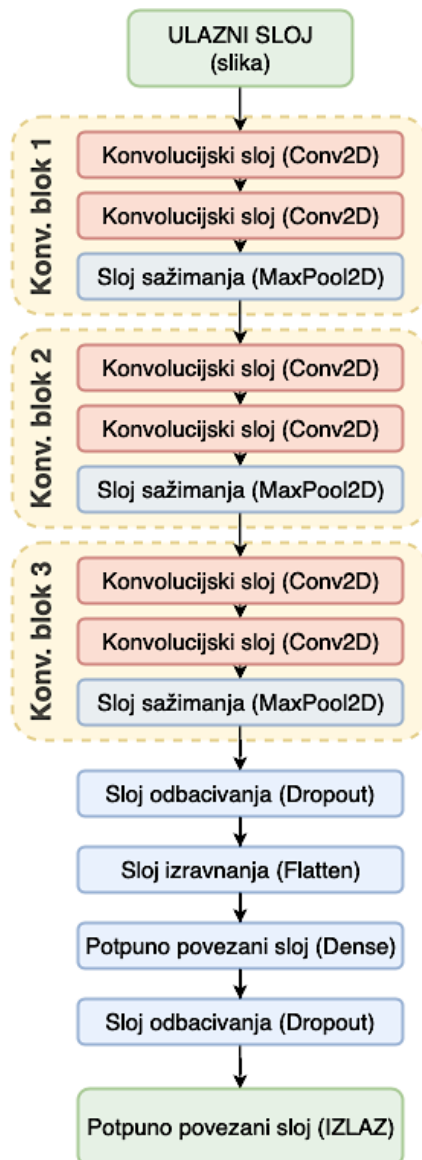 ULAZNI SLOJ
(slika)
Konv. blok 1
Konvolucijski sloj (Conv2D)
Konvolucijski sloj (Conv2D)
Sloj sažimanja (MaxPool2D)
Konv. blok 2
Konvolucijski sloj (Conv2D)
Konvolucijski sloj (Conv2D)
Sloj sažimanja (MaxPool2D)
Konv. blok 3
Konvolucijski sloj (Conv2D)
Konvolucijski sloj (Conv2D)
Sloj sažimanja (MaxPool2D)
Sloj odbacivanja (Dropout)
Sloj izravnanja (Flatten)
Potpuno povezani sloj (Dense)
Sloj odbacivanja (Dropout)
Potpuno povezani sloj (IZLAZ)